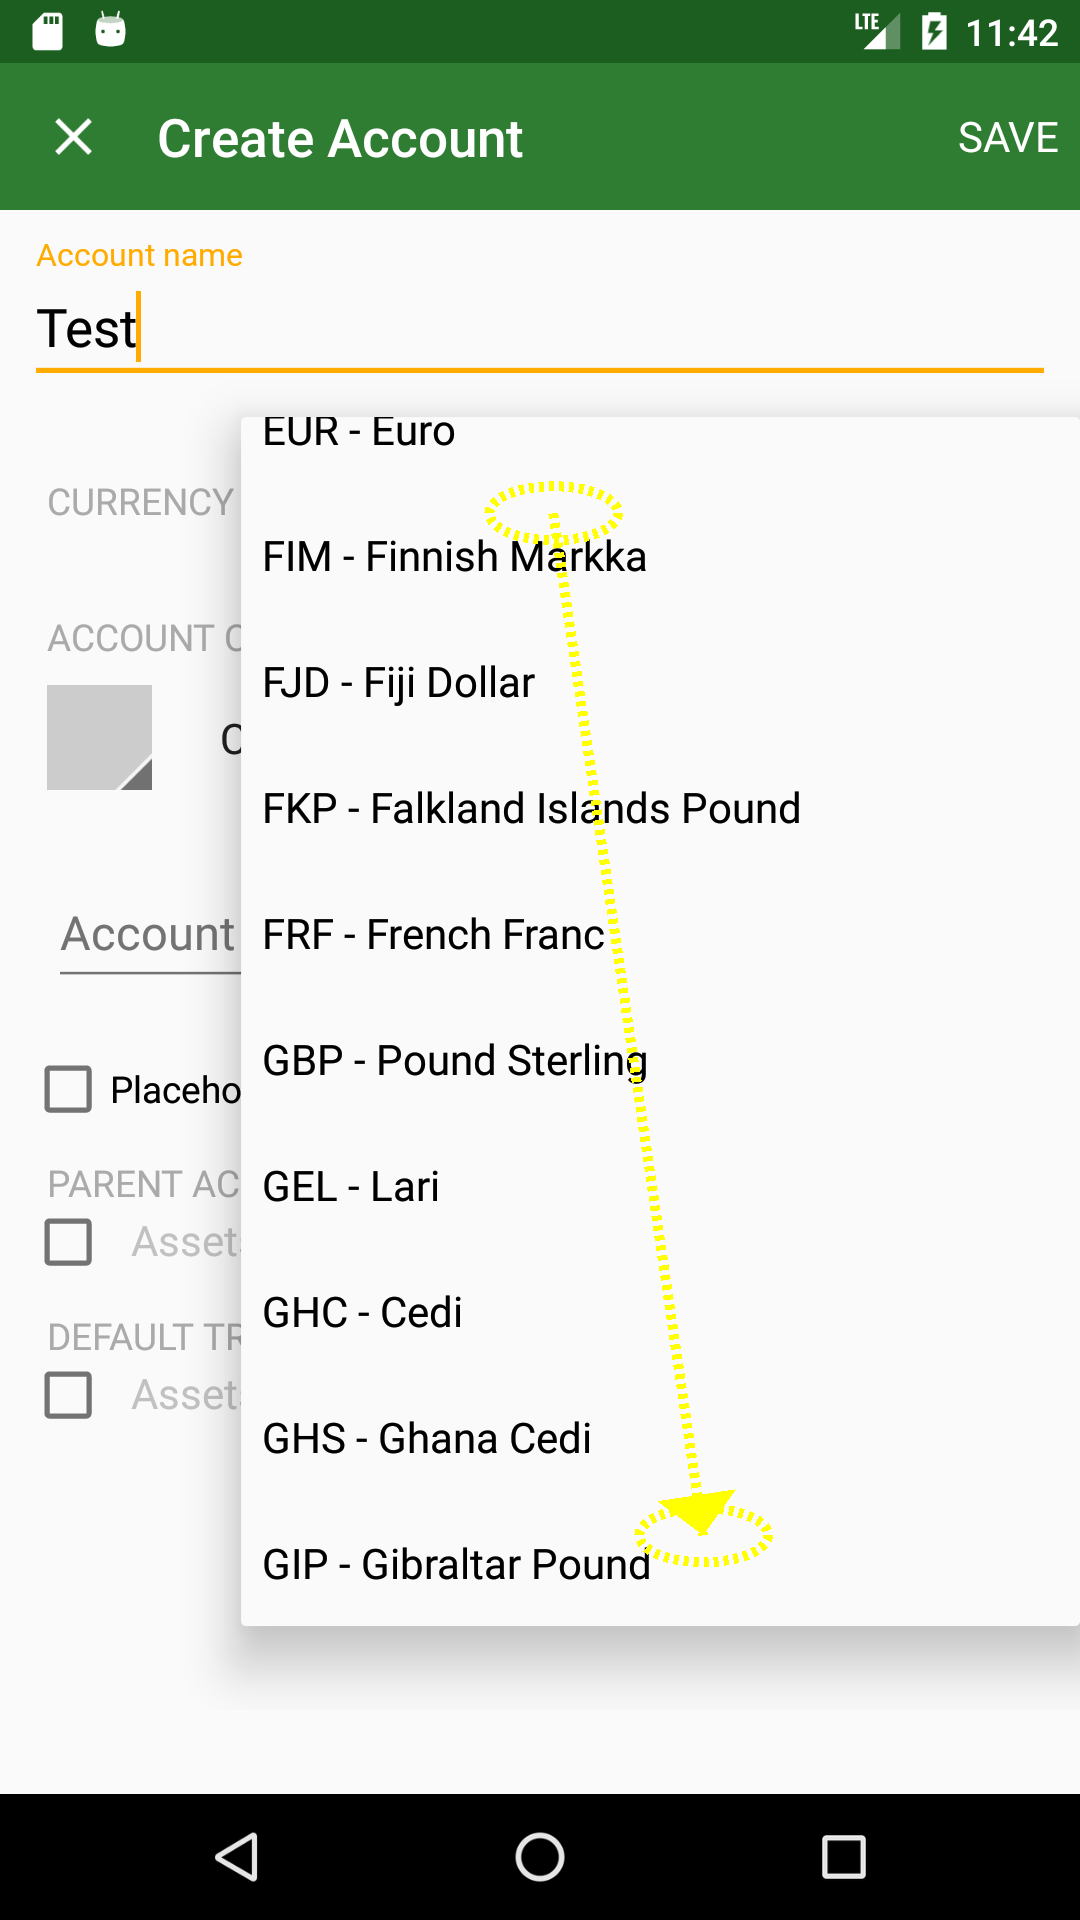 LTE 11:42
Create Account SAVE
Account name
Test
EUR - Euro
CURRENCY
FIM - Finnish Markka
ACCOUNT C
FJD - Fiji Dollar
C
FKP - Falkland Islands Pound
Account
FRF - French Franc
GBP - Pound Sterling
Placeho
PARENT AC
GEL - Lari
Assets
DEFAULT TR
GHC - Cedi
Assets
GHS - Ghana Cedi
GIP - Gibraltar Pound